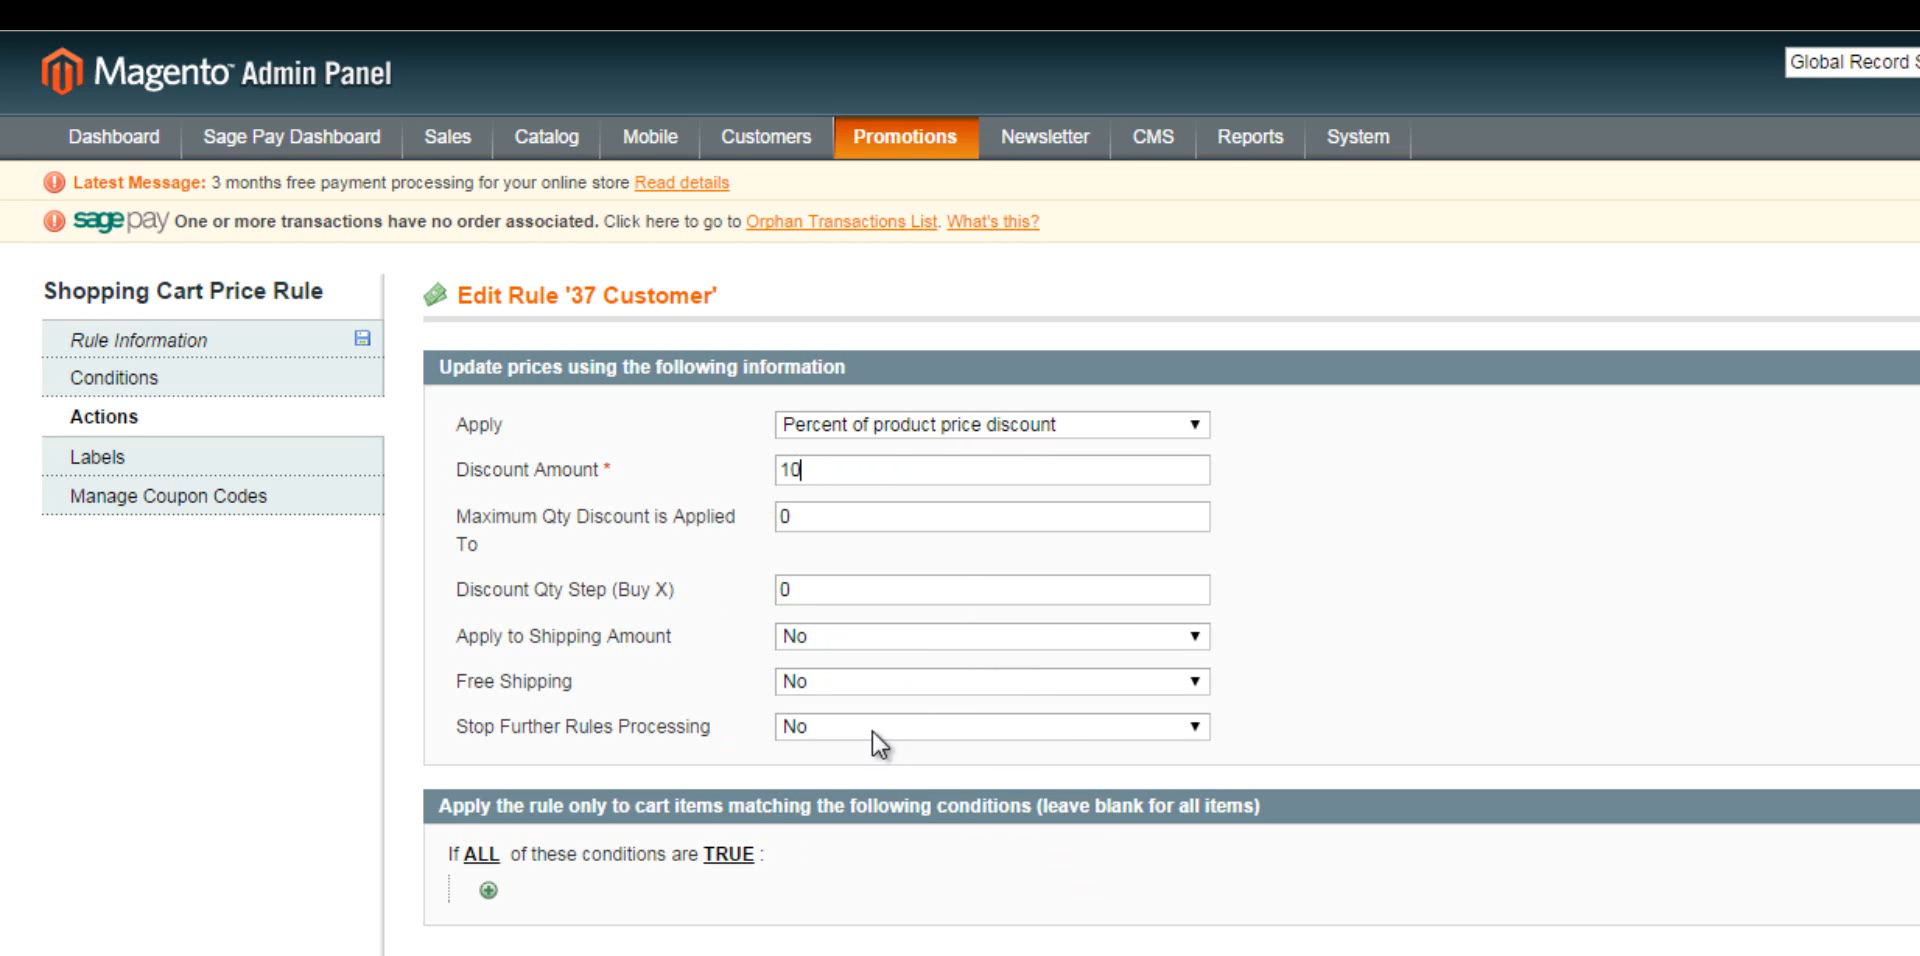 Magento™ Admin Panel
Global Record
Dashboard Sage Pay Dashboard Sales Catalog Mobile Customers Promotions Newsletter CMS Reports System
Latest Message: 3 months free payment processing for your online store Read details
sage pay One or more transactions have no order associated. Click here to go to Orphan Transactions List. What's this?
Shopping Cart Price Rule
Rule Information
Conditions
Actions
Labels
Manage Coupon Codes
Edit Rule '37 Customer'
Update prices using the following information
Apply Percent of product price discount
Discount Amount * 10
Maximum Qty Discount is Applied 0
To
Discount Qty Step (Buy X) 0
Apply to Shipping Amount No
Free Shipping No
Stop Further Rules Processing No
Apply the rule only to cart items matching the following conditions (leave blank for all items)
If ALL of these conditions are TRUE :